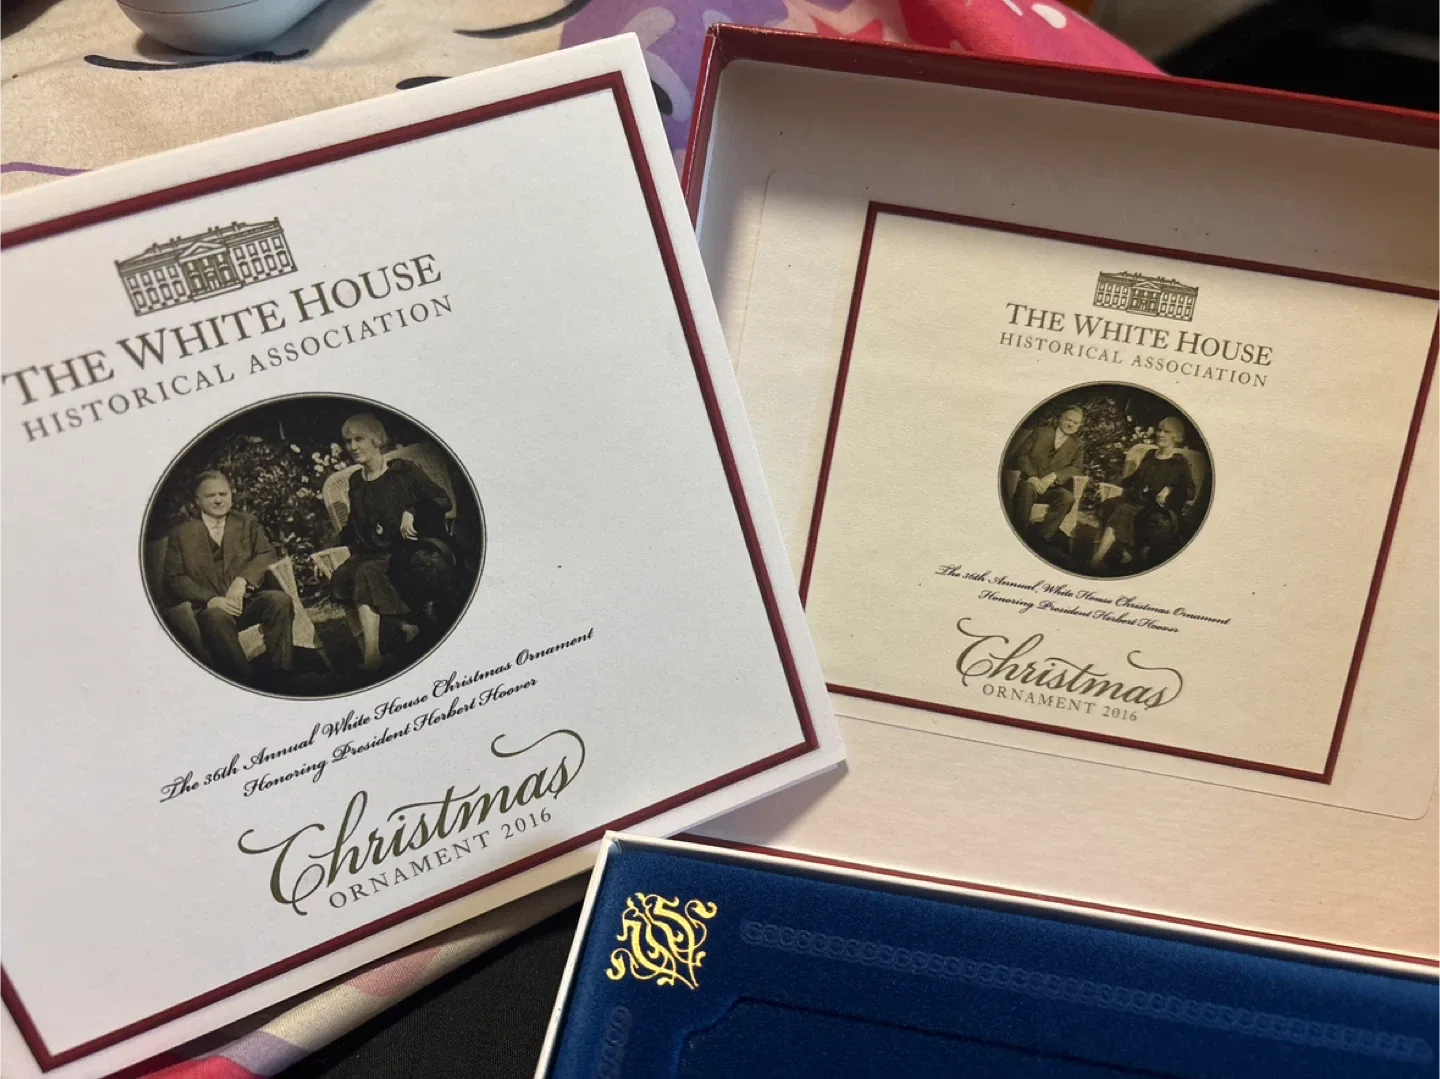 THE WHITE HOUSE
HISTORICAL ASSOCIATION
The 36th Annual White House Christmas Ornament
Honoring President Herbert Hoover
Christmas
ORNAMENT 2016
THE WHITE HOUSE
HISTORICAL ASSOCIATION
The 36th Annual White House Christmas Ornament
Honoring President Herbert Hoover
Christmas
ORNAMENT 2016